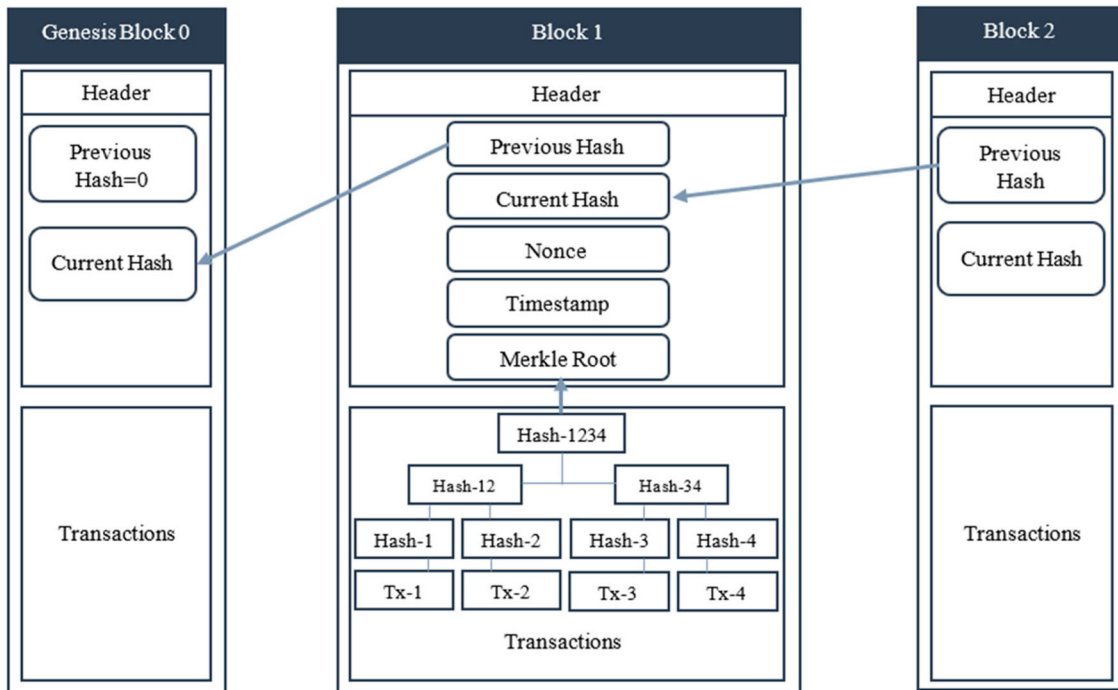 Genesis Block 0
Header
Previous
Hash=0
Current Hash
Transactions
Block 1
Header
Previous Hash
Current Hash
Nonce
Timestamp
Merkle Root
Hash-1234
Hash-12
Hash-34
Hash-1
Hash-2
Hash-3
Hash-4
Tx-1
Tx-2
Tx-3
Tx-4
Transactions
Block 2
Header
Previous
Hash
Current Hash
Transactions